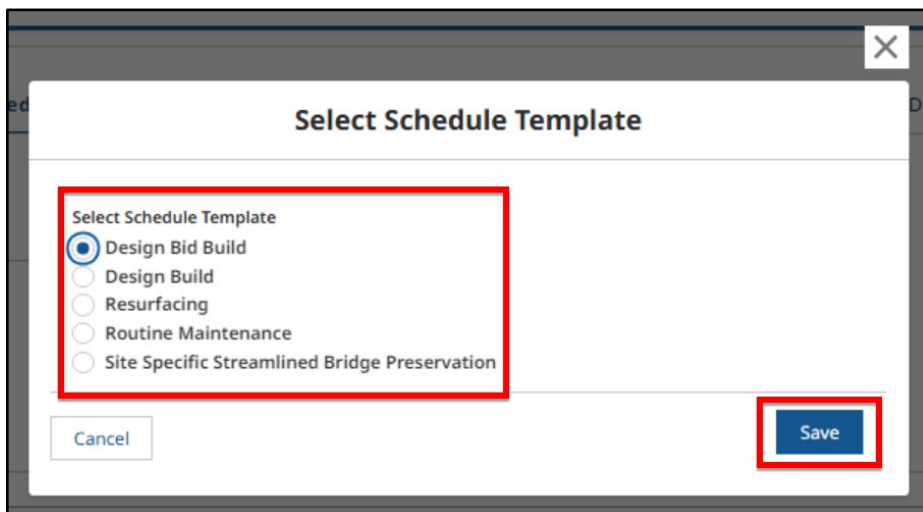 ed
D
Select Schedule Template
Select Schedule Template
Design Bid Build
Design Build
Resurfacing
Routine Maintenance
Site Specific Streamlined Bridge Preservation
Cancel
Save